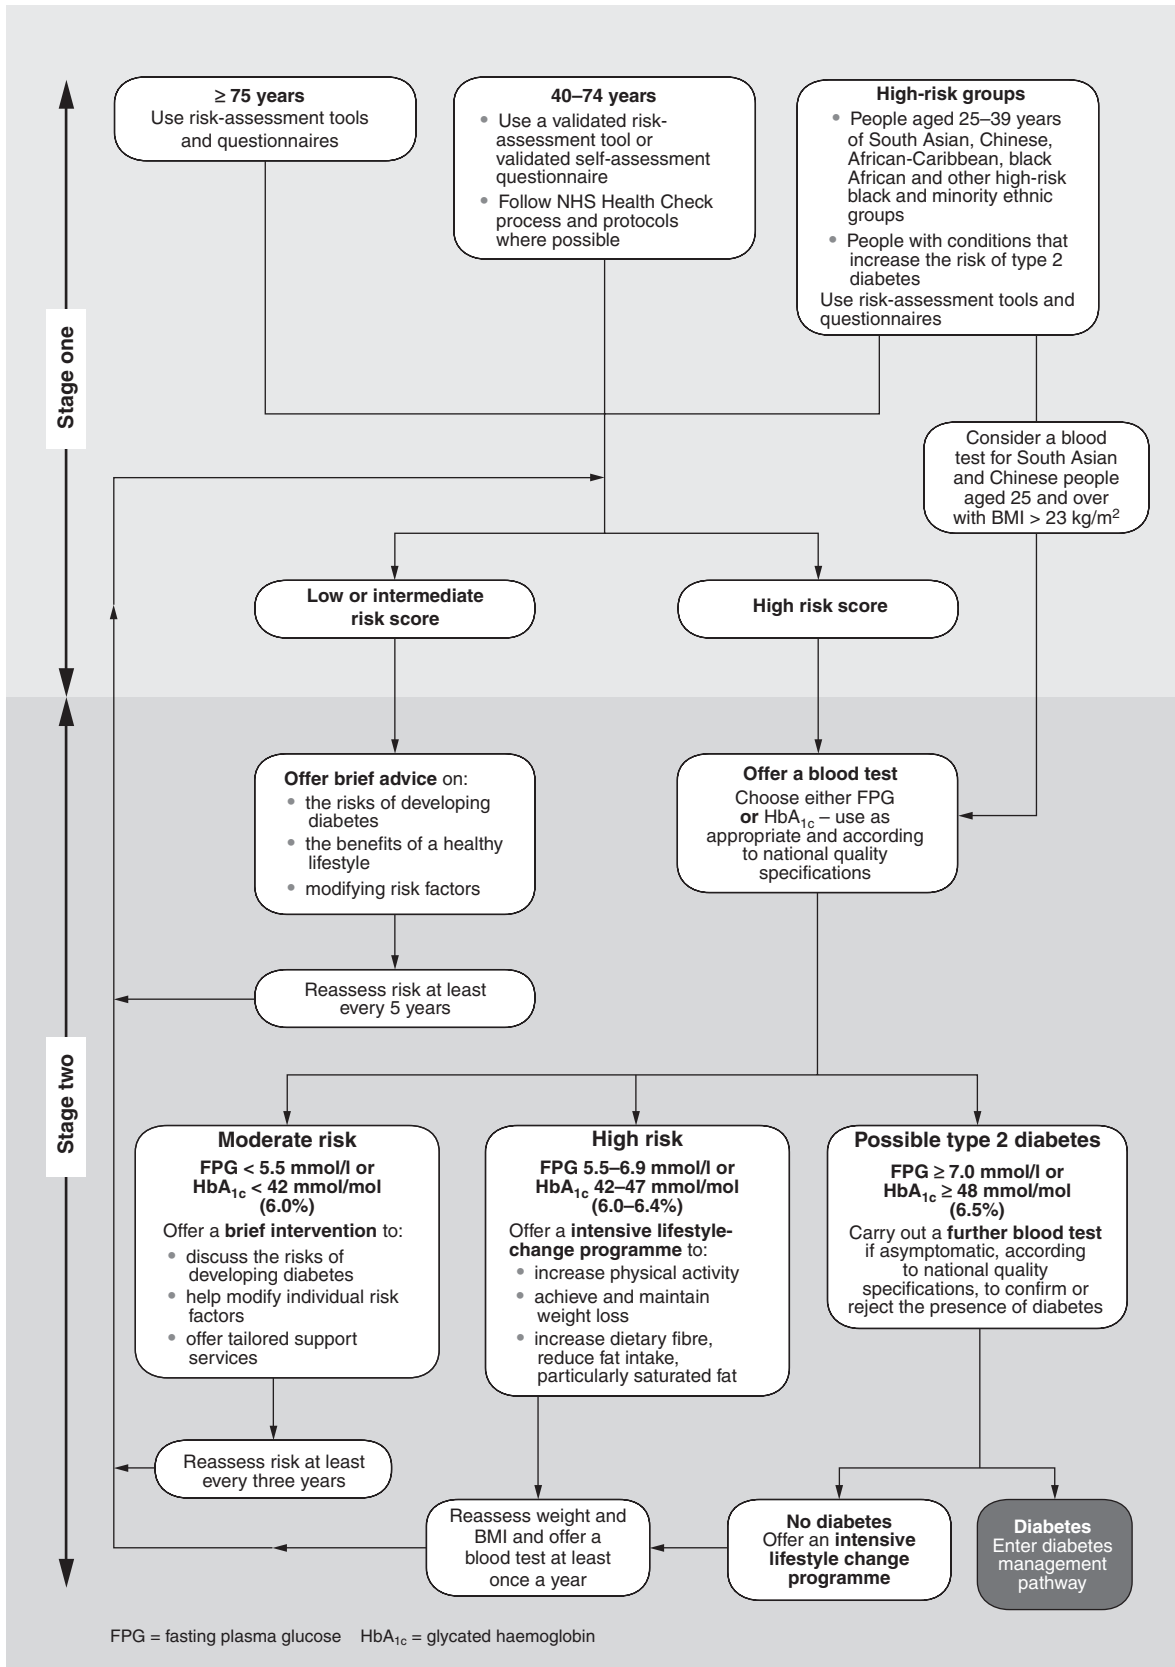 ≥ 75 years
Use risk-assessment tools
and questionnaires
40–74 years
• Use a validated risk-
assessment tool or
validated self-assessment
questionnaire
• Follow NHS Health Check
process and protocols
where possible
High-risk groups
• People aged 25–39 years
of South Asian, Chinese,
African-Caribbean, black
African and other high-risk
black and minority ethnic
groups
• People with conditions that
increase the risk of type 2
diabetes
Use risk-assessment tools and
questionnaires
Stage one
Consider a blood
test for South Asian
and Chinese people
aged 25 and over
with BMI > 23 kg/m²
Low or intermediate
risk score
High risk score
Offer brief advice on:
• the risks of developing
diabetes
• the benefits of a healthy
lifestyle
• modifying risk factors
Offer a blood test
Choose either FPG
or HbA1c – use as
appropriate and according
to national quality
specifications
Reassess risk at least
every 5 years
Stage two
Moderate risk
FPG < 5.5 mmol/l or
HbA1c < 42 mmol/mol
(6.0%)
Offer a brief intervention to:
• discuss the risks of
developing diabetes
• help modify individual risk
factors
• offer tailored support
services
High risk
FPG 5.5–6.9 mmol/l or
HbA1c 42–47 mmol/mol
(6.0–6.4%)
Offer a intensive lifestyle-
change programme to:
• increase physical activity
• achieve and maintain
weight loss
• increase dietary fibre,
reduce fat intake,
particularly saturated fat
Possible type 2 diabetes
FPG ≥ 7.0 mmol/l or
HbA1c ≥ 48 mmol/mol
(6.5%)
Carry out a further blood test
if asymptomatic, according
to national quality
specifications, to confirm or
reject the presence of diabetes
Reassess risk at least
every three years
Reassess weight and
BMI and offer a
blood test at least
once a year
No diabetes
Offer an intensive
lifestyle change
programme
Diabetes
Enter diabetes
management
pathway
FPG = fasting plasma glucose HbA1c = glycated haemoglobin